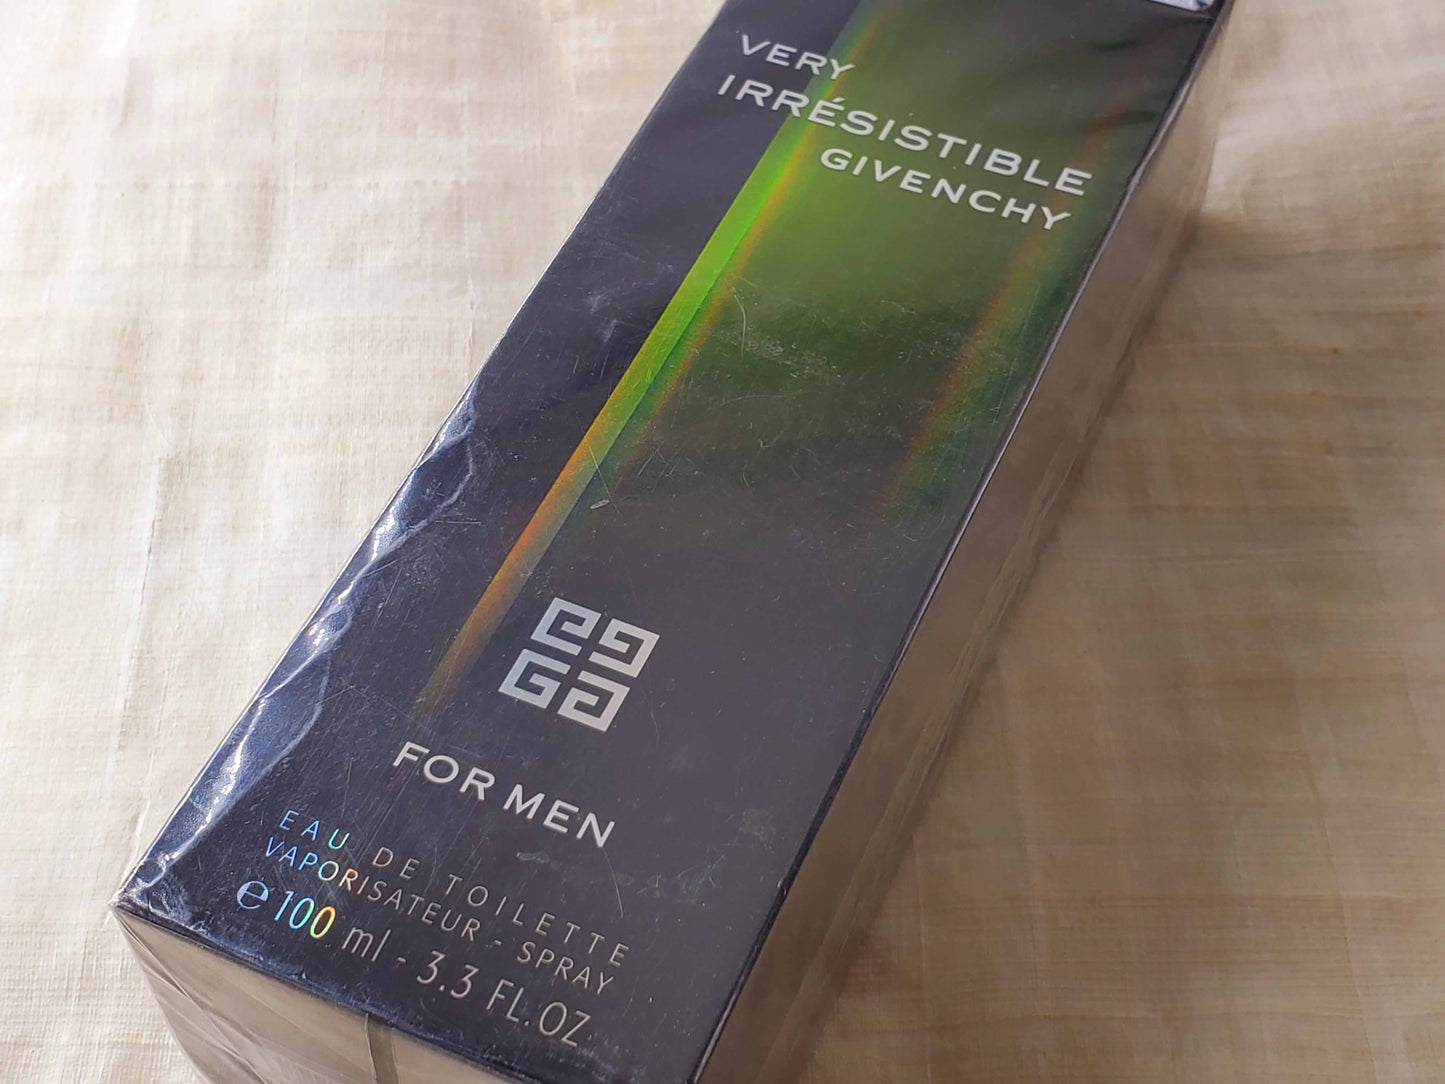 VERY
IRRÉSISTIBLE
GIVENCHY
FOR MEN
EAU DE TOILETTE
VAPORISATEUR - SPRAY
℮ 100 ml - 3.3 FL.OZ